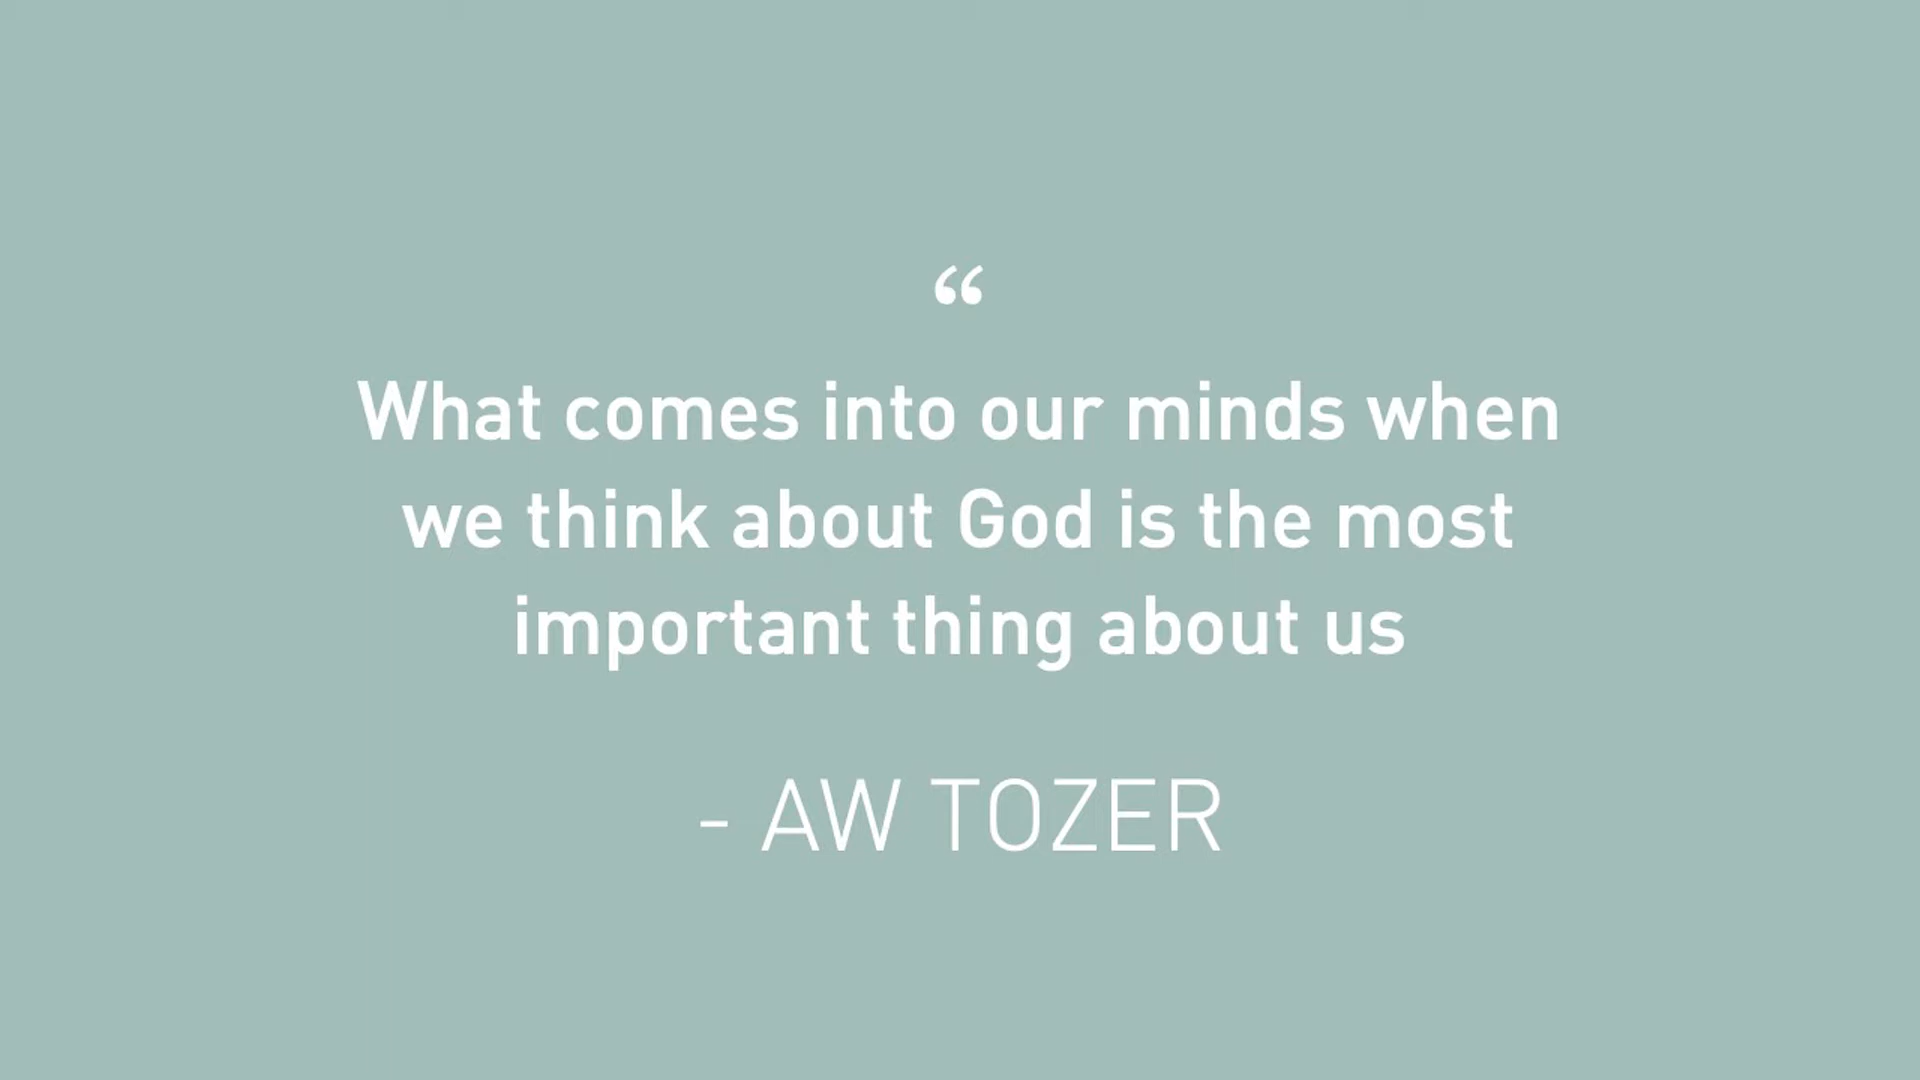 “
What comes into our minds when
we think about God is the most
important thing about us
- AW TOZER